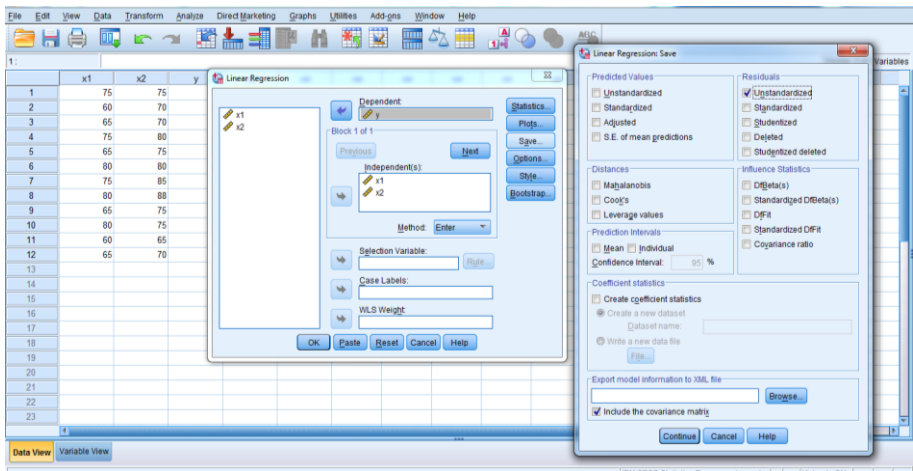 File Edit View Data Transform Analyze Direct Marketing Graphs Utilities Add-ons Window Help
1 :
Variables
x1 x2 y
1 75 75
2 60 70
3 65 70
4 75 80
5 65 75
6 80 80
7 75 85
8 80 88
9 65 75
10 80 75
11 60 65
12 65 70
13
14
15
16
17
18
19
20
21
22
23
Data View Variable View
Linear Regression
x1
x2
Dependent:
y
Block 1 of 1
Previous Next
Independent(s):
x1
x2
Method: Enter
Selection Variable:
Rule...
Case Labels:
WLS Weight:
Statistics...
Plots...
Save...
Options...
Style...
Bootstrap...
OK Paste Reset Cancel Help
Linear Regression: Save
Predicted Values
Unstandardized
Standardized
Adjusted
S.E. of mean predictions
Residuals
Unstandardized
Standardized
Studentized
Deleted
Studentized deleted
Distances
Mahalanobis
Cook's
Leverage values
Influence Statistics
DfBeta(s)
Standardized DfBeta(s)
DfFit
Standardized DfFit
Covariance ratio
Prediction Intervals
Mean Individual
Confidence Interval: 95 %
Coefficient statistics
Create coefficient statistics
Create a new dataset
Dataset name:
Write a new data file
File...
Export model information to XML file
Browse...
Include the covariance matrix
Continue Cancel Help